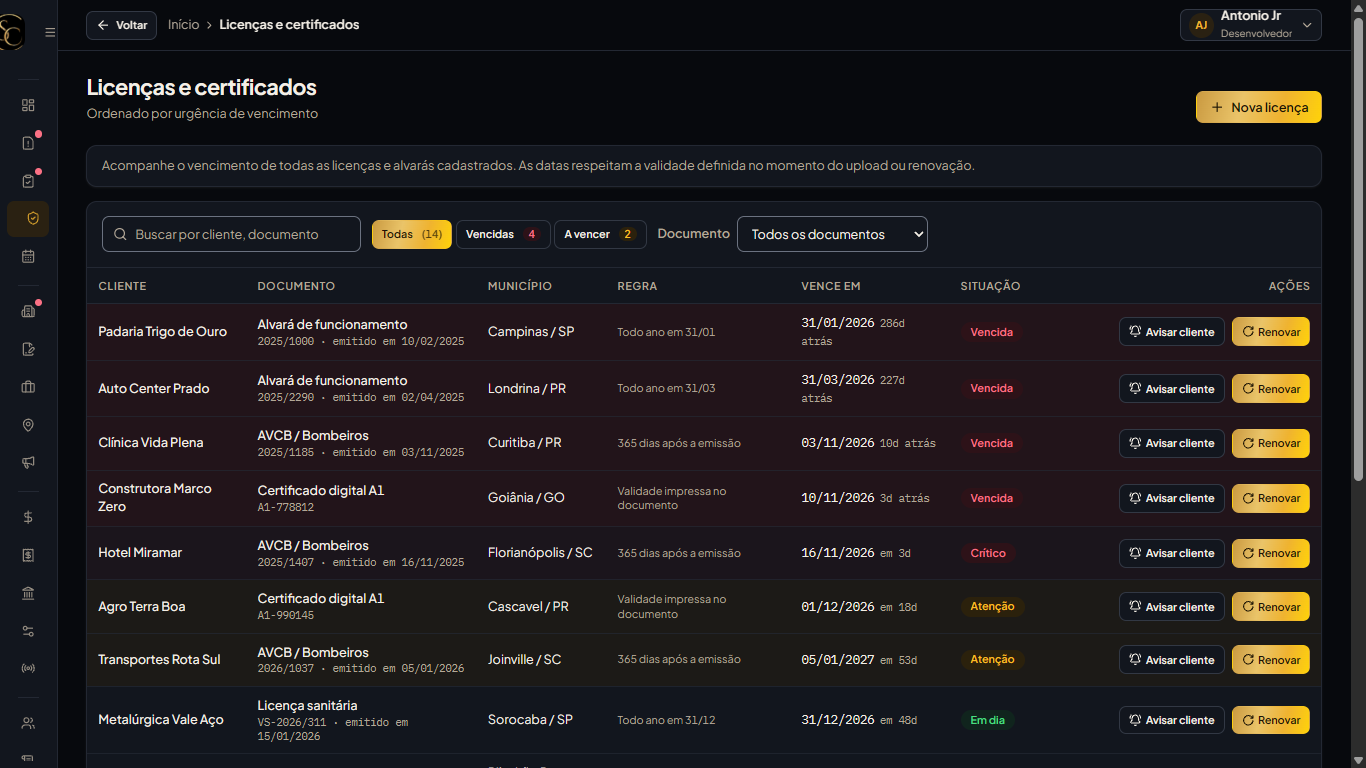 SC
Voltar
Início > Licenças e certificados
AJ
Antonio Jr
Desenvolvedor
Licenças e certificados
Ordenado por urgência de vencimento
+ Nova licença
Acompanhe o vencimento de todas as licenças e alvarás cadastrados. As datas respeitam a validade definida no momento do upload ou renovação.
Buscar por cliente, documento
Todas (14)
Vencidas 4
A vencer 2
Documento
Todos os documentos
CLIENTE DOCUMENTO MUNICÍPIO REGRA VENCE EM SITUAÇÃO AÇÕES
Padaria Trigo de Ouro
Alvará de funcionamento
2025/1000 · emitido em 10/02/2025
Campinas / SP
Todo ano em 31/01
31/01/2026 286d
atrás
Vencida
Avisar cliente
Renovar
Auto Center Prado
Alvará de funcionamento
2025/2290 · emitido em 02/04/2025
Londrina / PR
Todo ano em 31/03
31/03/2026 227d
atrás
Vencida
Avisar cliente
Renovar
Clínica Vida Plena
AVCB / Bombeiros
2025/1185 · emitido em 03/11/2025
Curitiba / PR
365 dias após a emissão
03/11/2026 10d atrás
Vencida
Avisar cliente
Renovar
Construtora Marco
Zero
Certificado digital A1
A1-778812
Goiânia / GO
Validade impressa no
documento
10/11/2026 3d atrás
Vencida
Avisar cliente
Renovar
Hotel Miramar
AVCB / Bombeiros
2025/1407 · emitido em 16/11/2025
Florianópolis / SC
365 dias após a emissão
16/11/2026 em 3d
Crítico
Avisar cliente
Renovar
Agro Terra Boa
Certificado digital A1
A1-990145
Cascavel / PR
Validade impressa no
documento
01/12/2026 em 18d
Atenção
Avisar cliente
Renovar
Transportes Rota Sul
AVCB / Bombeiros
2026/1037 · emitido em 05/01/2026
Joinville / SC
365 dias após a emissão
05/01/2027 em 53d
Atenção
Avisar cliente
Renovar
Metalúrgica Vale Aço
Licença sanitária
VS-2026/311 · emitido em
15/01/2026
Sorocaba / SP
Todo ano em 31/12
31/12/2026 em 48d
Em dia
Avisar cliente
Renovar